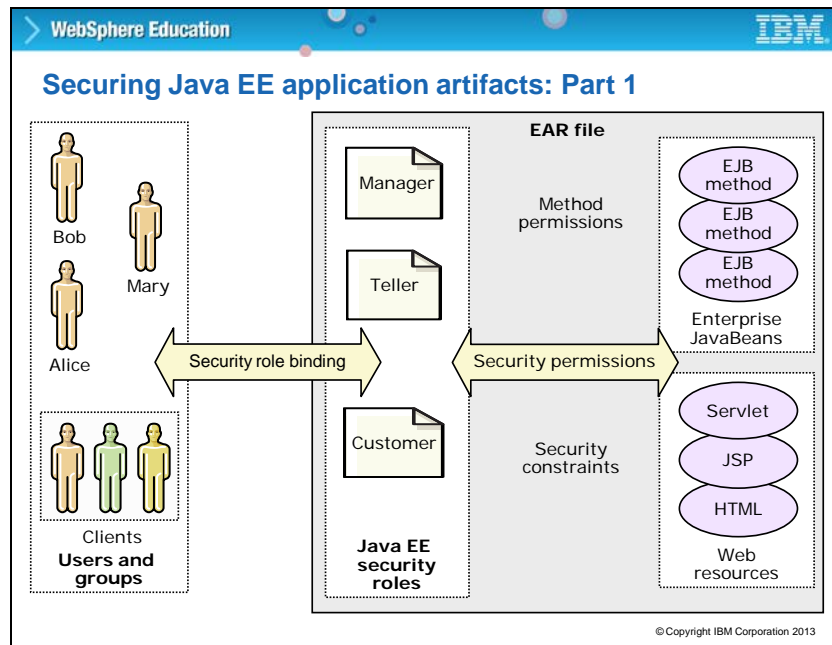 WebSphere Education
IBM
Securing Java EE application artifacts: Part 1
Bob
Mary
Alice
Clients
Users and
groups
Security role binding
EAR file
Manager
Teller
Customer
Java EE
security
roles
Method
permissions
Security permissions
Security
constraints
EJB
method
EJB
method
EJB
method
Enterprise
JavaBeans
Servlet
JSP
HTML
Web
resources
© Copyright IBM Corporation 2013